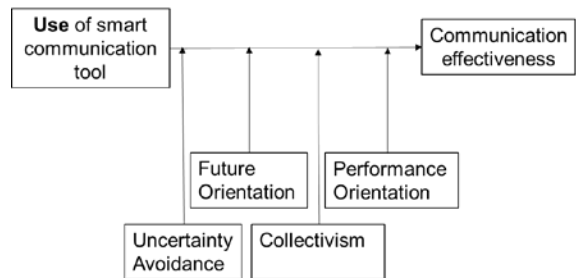 Use of smart
communication
tool
Communication
effectiveness
Future
Orientation
Performance
Orientation
Uncertainty
Avoidance
Collectivism